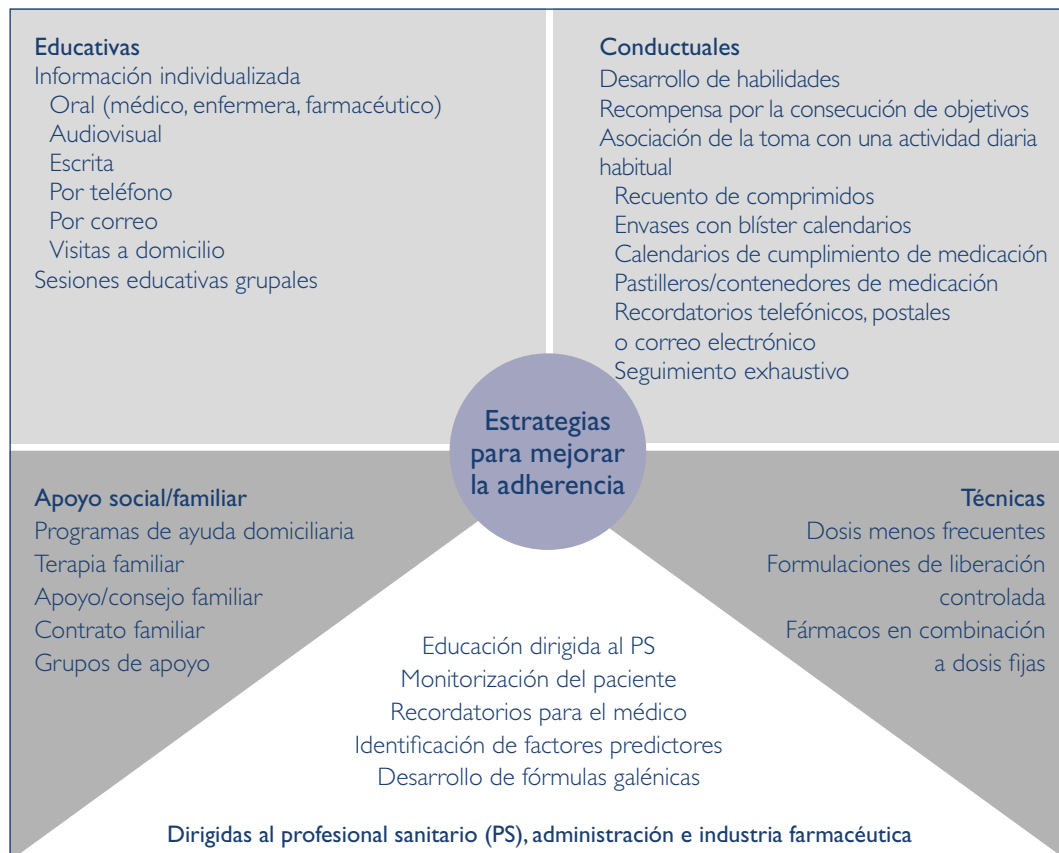 Educativas
Información individualizada
Oral (médico, enfermera, farmacéutico)
Audiovisual
Escrita
Por teléfono
Por correo
Visitas a domicilio
Sesiones educativas grupales
Conductuales
Desarrollo de habilidades
Recompensa por la consecución de objetivos
Asociación de la toma con una actividad diaria
habitual
Recuento de comprimidos
Envases con blíster calendarios
Calendarios de cumplimiento de medicación
Pastilleros/contenedores de medicación
Recordatorios telefónicos, postales
o correo electrónico
Seguimiento exhaustivo
Estrategias
para mejorar
la adherencia
Apoyo social/familiar
Programas de ayuda domiciliaria
Terapia familiar
Apoyo/consejo familiar
Contrato familiar
Grupos de apoyo
Técnicas
Dosis menos frecuentes
Formulaciones de liberación
controlada
Fármacos en combinación
a dosis fijas
Educación dirigida al PS
Monitorización del paciente
Recordatorios para el médico
Identificación de factores predictores
Desarrollo de fórmulas galénicas
Dirigidas al profesional sanitario (PS), administración e industria farmacéutica